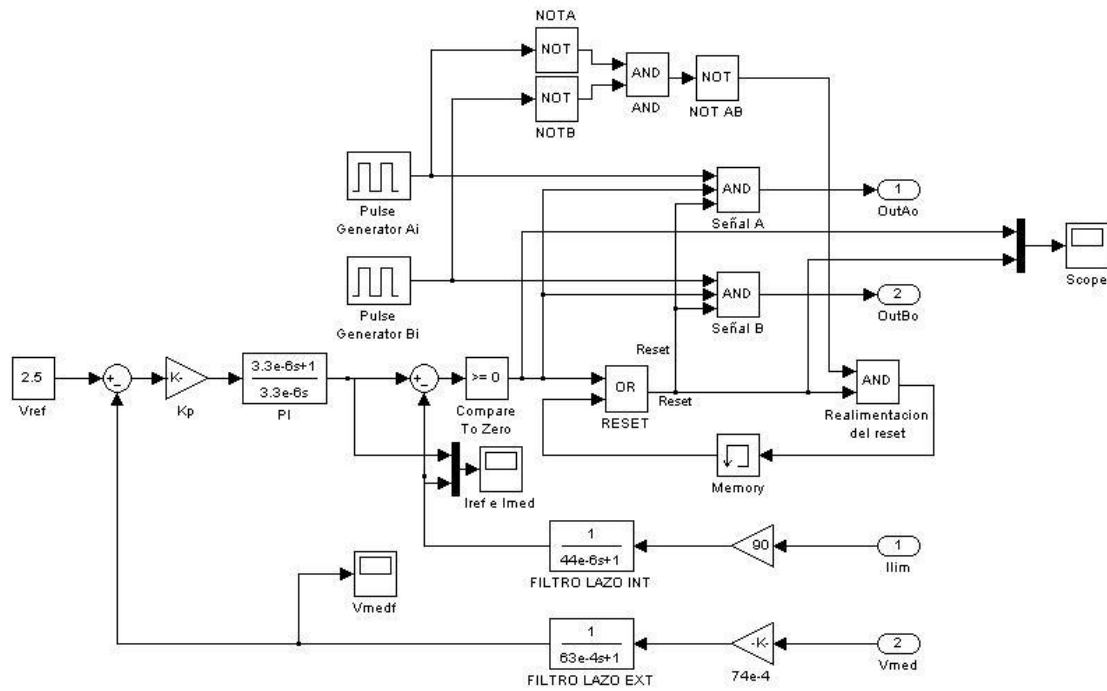 NOTA
NOT
AND
AND
NOT
NOT AB
NOT
NOTB
Pulse
Generator Ai
AND
Señal A
1
OutAo
Scope
Pulse
Generator Bi
AND
Señal B
2
OutBo
Reset
2.5
Vref
K-
Kp
3.3e-6s+1
3.3e-6s
PI
>= 0
Compare
To Zero
OR
RESET
Reset
AND
Realimentacion
del reset
Memory
Iref e Imed
1
44e-6s+1
FILTRO LAZO INT
90
1
Ilim
Vmedf
1
63e-4s+1
FILTRO LAZO EXT
-K-
74e-4
2
Vmed